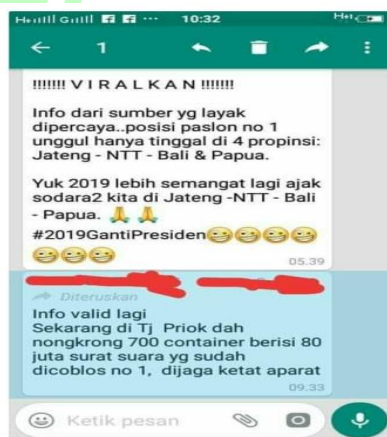 10:32
1
!!!!!!! V I R A L K A N !!!!!!!
Info dari sumber yg layak
dipercaya..posisi paslon no 1
unggul hanya tinggal di 4 propinsi:
Jateng - NTT - Bali & Papua.
Yuk 2019 lebih semangat lagi ajak
sodara2 kita di Jateng -NTT - Bali
- Papua. 🙏 🙏
#2019GantiPresiden😄😄😄😄
😄😄😄
05.39
Diteruskan
Info valid lagi
Sekarang di Tj Priok dah
nongkrong 700 container berisi 80
juta surat suara yg sudah
dicoblos no 1, dijaga ketat aparat
09.33
Ketik pesan